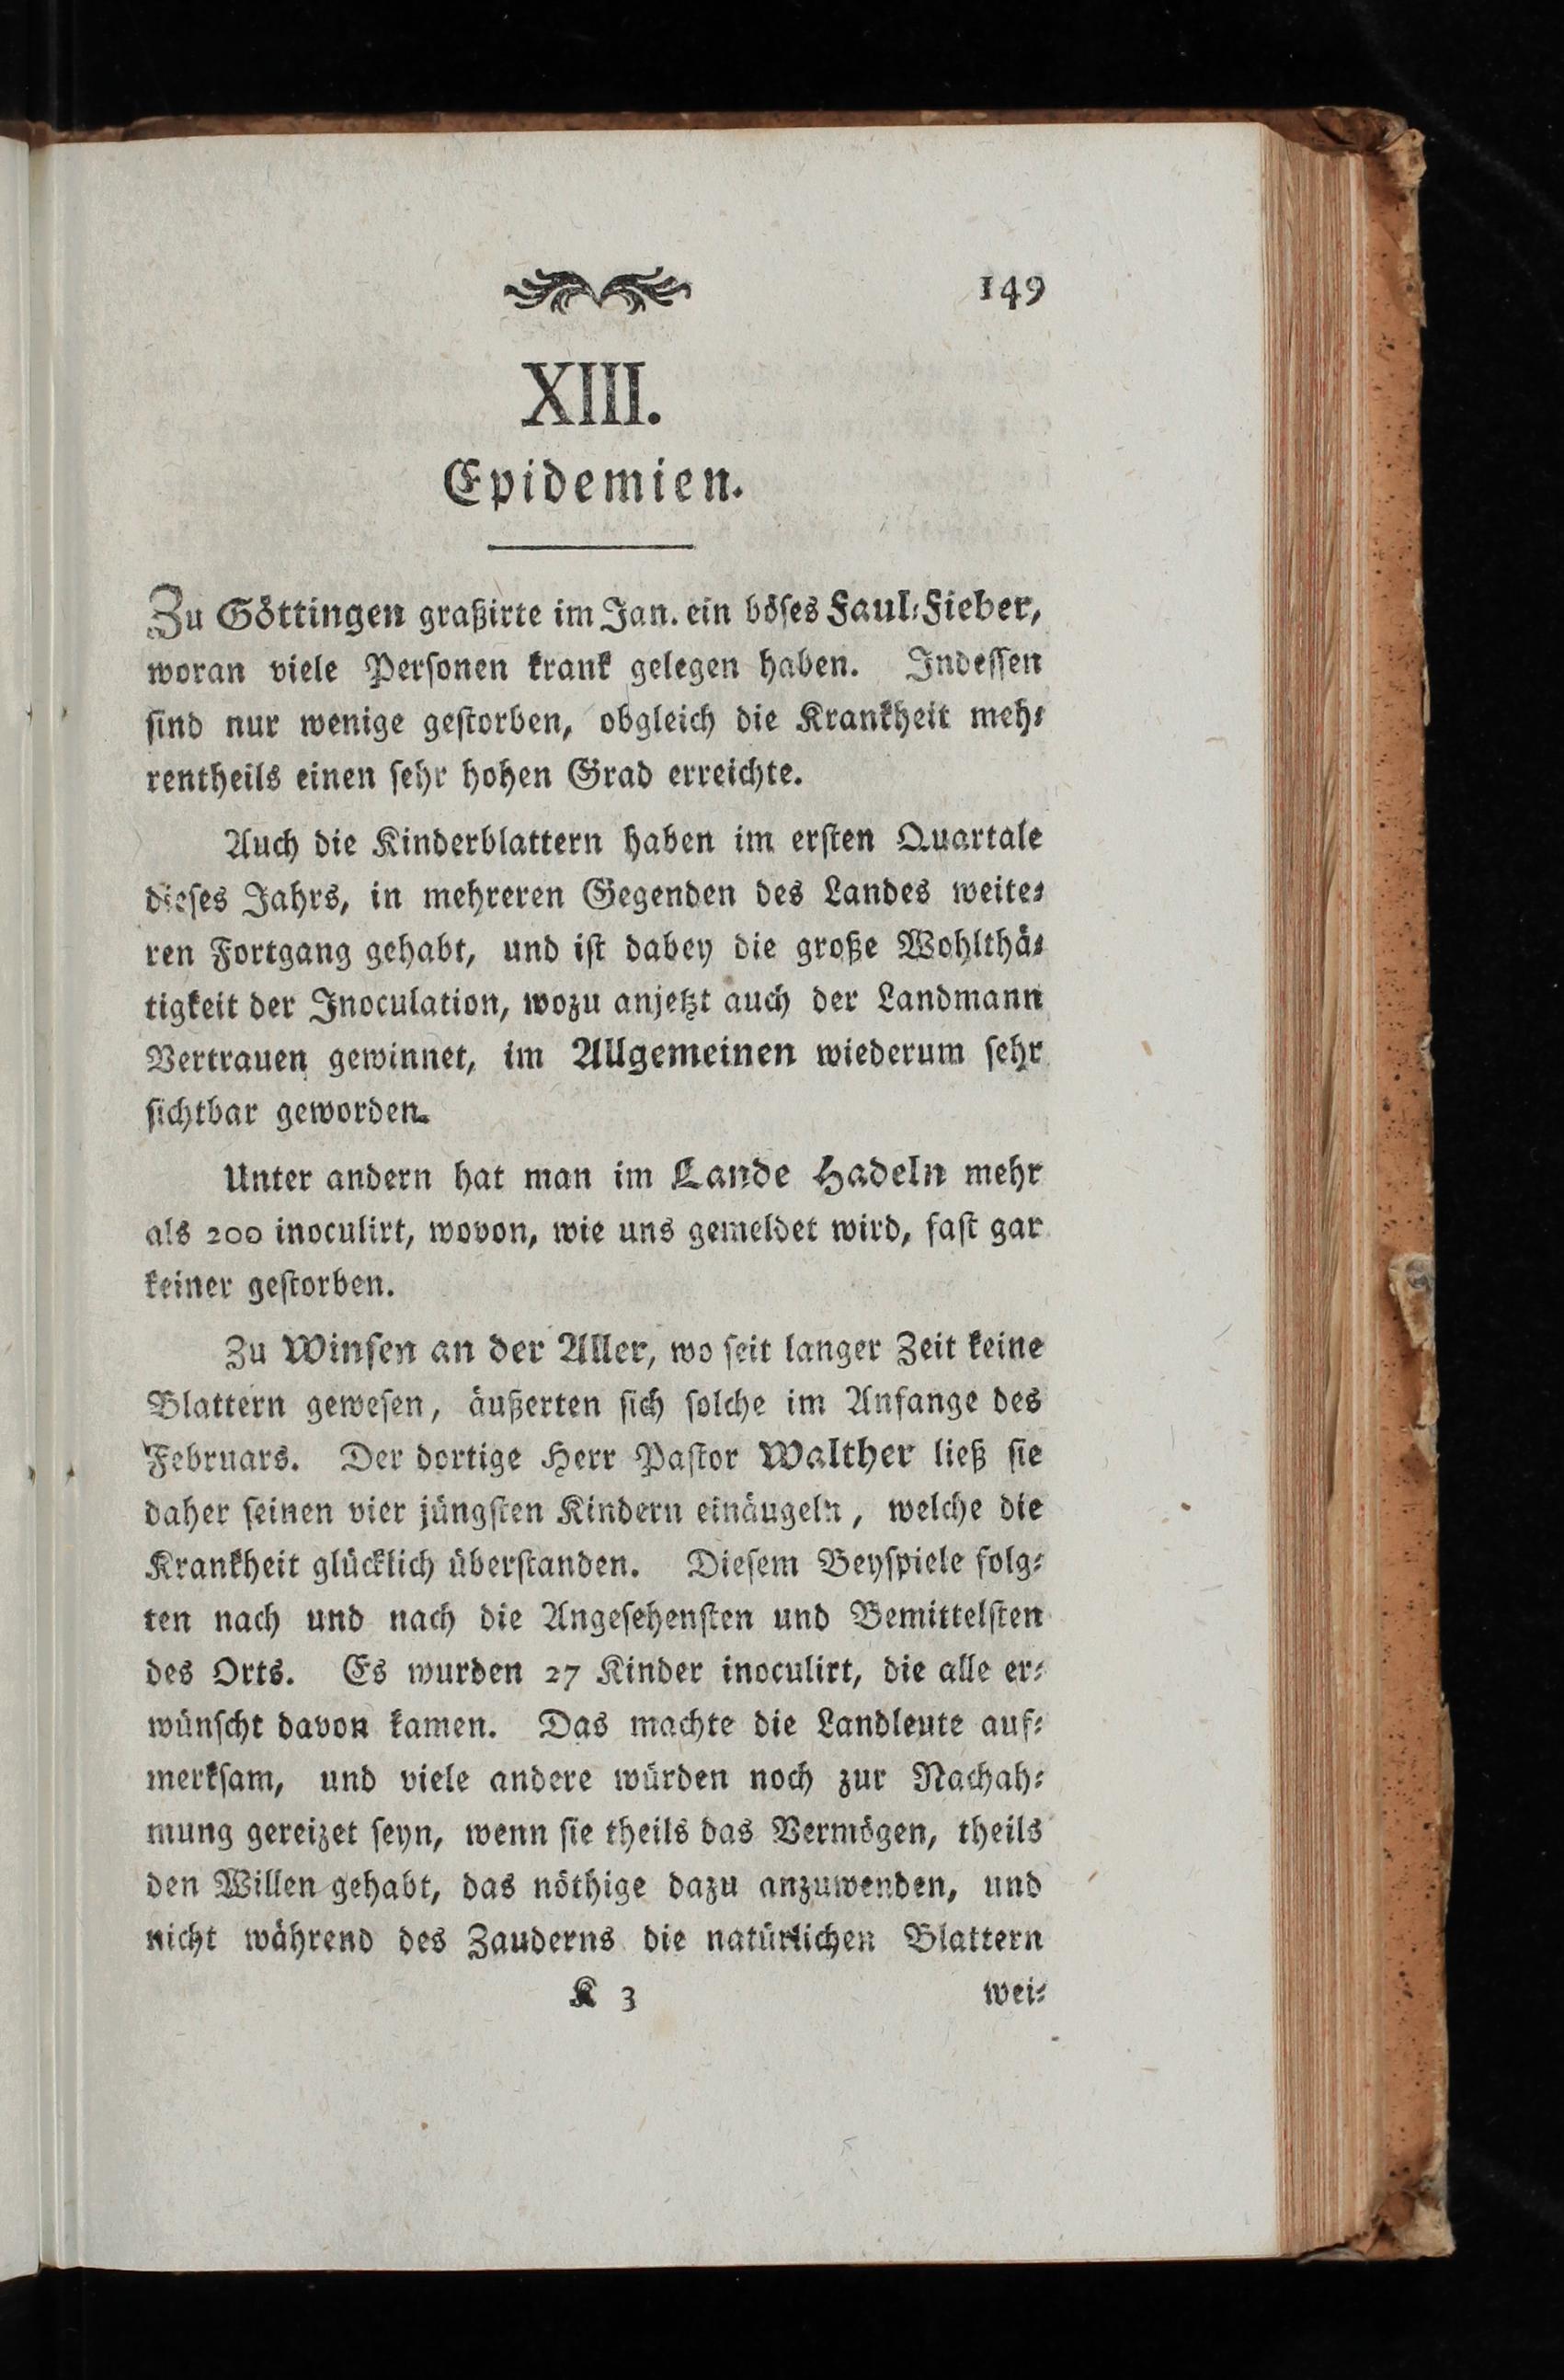 149
XIII.
Epidemien.
Zu Göttingen graßirte im Jan. ein böses Faul-Fieber,
woran viele Personen krank gelegen haben. Indessen
sind nur wenige gestorben, obgleich die Krankheit meh-
rentheils einen sehr hohen Grad erreichte.
Auch die Kinderblattern haben im ersten Quartale
dieses Jahrs, in mehreren Gegenden des Landes weite-
ren Fortgang gehabt, und ist dabey die große Wohlthä-
tigkeit der Inoculation, wozu anjetzt auch der Landmann
Vertrauen gewinnet, im Allgemeinen wiederum sehr
sichtbar geworden.
Unter andern hat man im Lande Hadeln mehr
als 200 inoculirt, wovon, wie uns gemeldet wird, fast gar
keiner gestorben.
Zu Winsen an der Aller, wo seit langer Zeit keine
Blattern gewesen, äußerten sich solche im Anfange des
Februars. Der dortige Herr Pastor Walther ließ sie
daher seinen vier jüngsten Kindern einäugeln, welche die
Krankheit glücklich überstanden. Diesem Beyspiele folg-
ten nach und nach die Angesehensten und Bemittelsten
des Orts. Es wurden 27 Kinder inoculirt, die alle er-
wünscht davon kamen. Das machte die Landleute auf-
merksam, und viele andere würden noch zur Nachah-
mung gereizet seyn, wenn sie theils das Vermögen, theils
den Willen gehabt, das nöthige dazu anzuwenden, und
nicht während des Zauderns die natürlichen Blattern
K 3 wei-